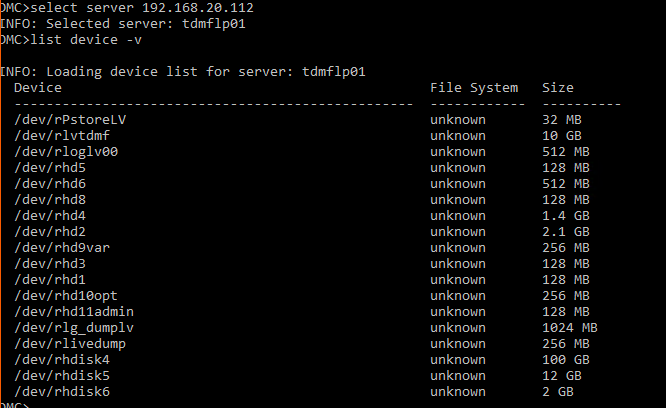 DMC>select server 192.168.20.112
INFO: Selected server: tdmflp01
DMC>list device -v
INFO: Loading device list for server: tdmflp01
Device File System Size
-------------------------------------------------- ------------ ----------
/dev/rPstoreLV unknown 32 MB
/dev/rlvtdmf unknown 10 GB
/dev/rloglv00 unknown 512 MB
/dev/rhd5 unknown 128 MB
/dev/rhd6 unknown 512 MB
/dev/rhd8 unknown 128 MB
/dev/rhd4 unknown 1.4 GB
/dev/rhd2 unknown 2.1 GB
/dev/rhd9var unknown 256 MB
/dev/rhd3 unknown 128 MB
/dev/rhd1 unknown 128 MB
/dev/rhd10opt unknown 256 MB
/dev/rhd11admin unknown 128 MB
/dev/rlg_dumplv unknown 1024 MB
/dev/rlivedump unknown 256 MB
/dev/rhdisk4 unknown 100 GB
/dev/rhdisk5 unknown 12 GB
/dev/rhdisk6 unknown 2 GB
DMC>